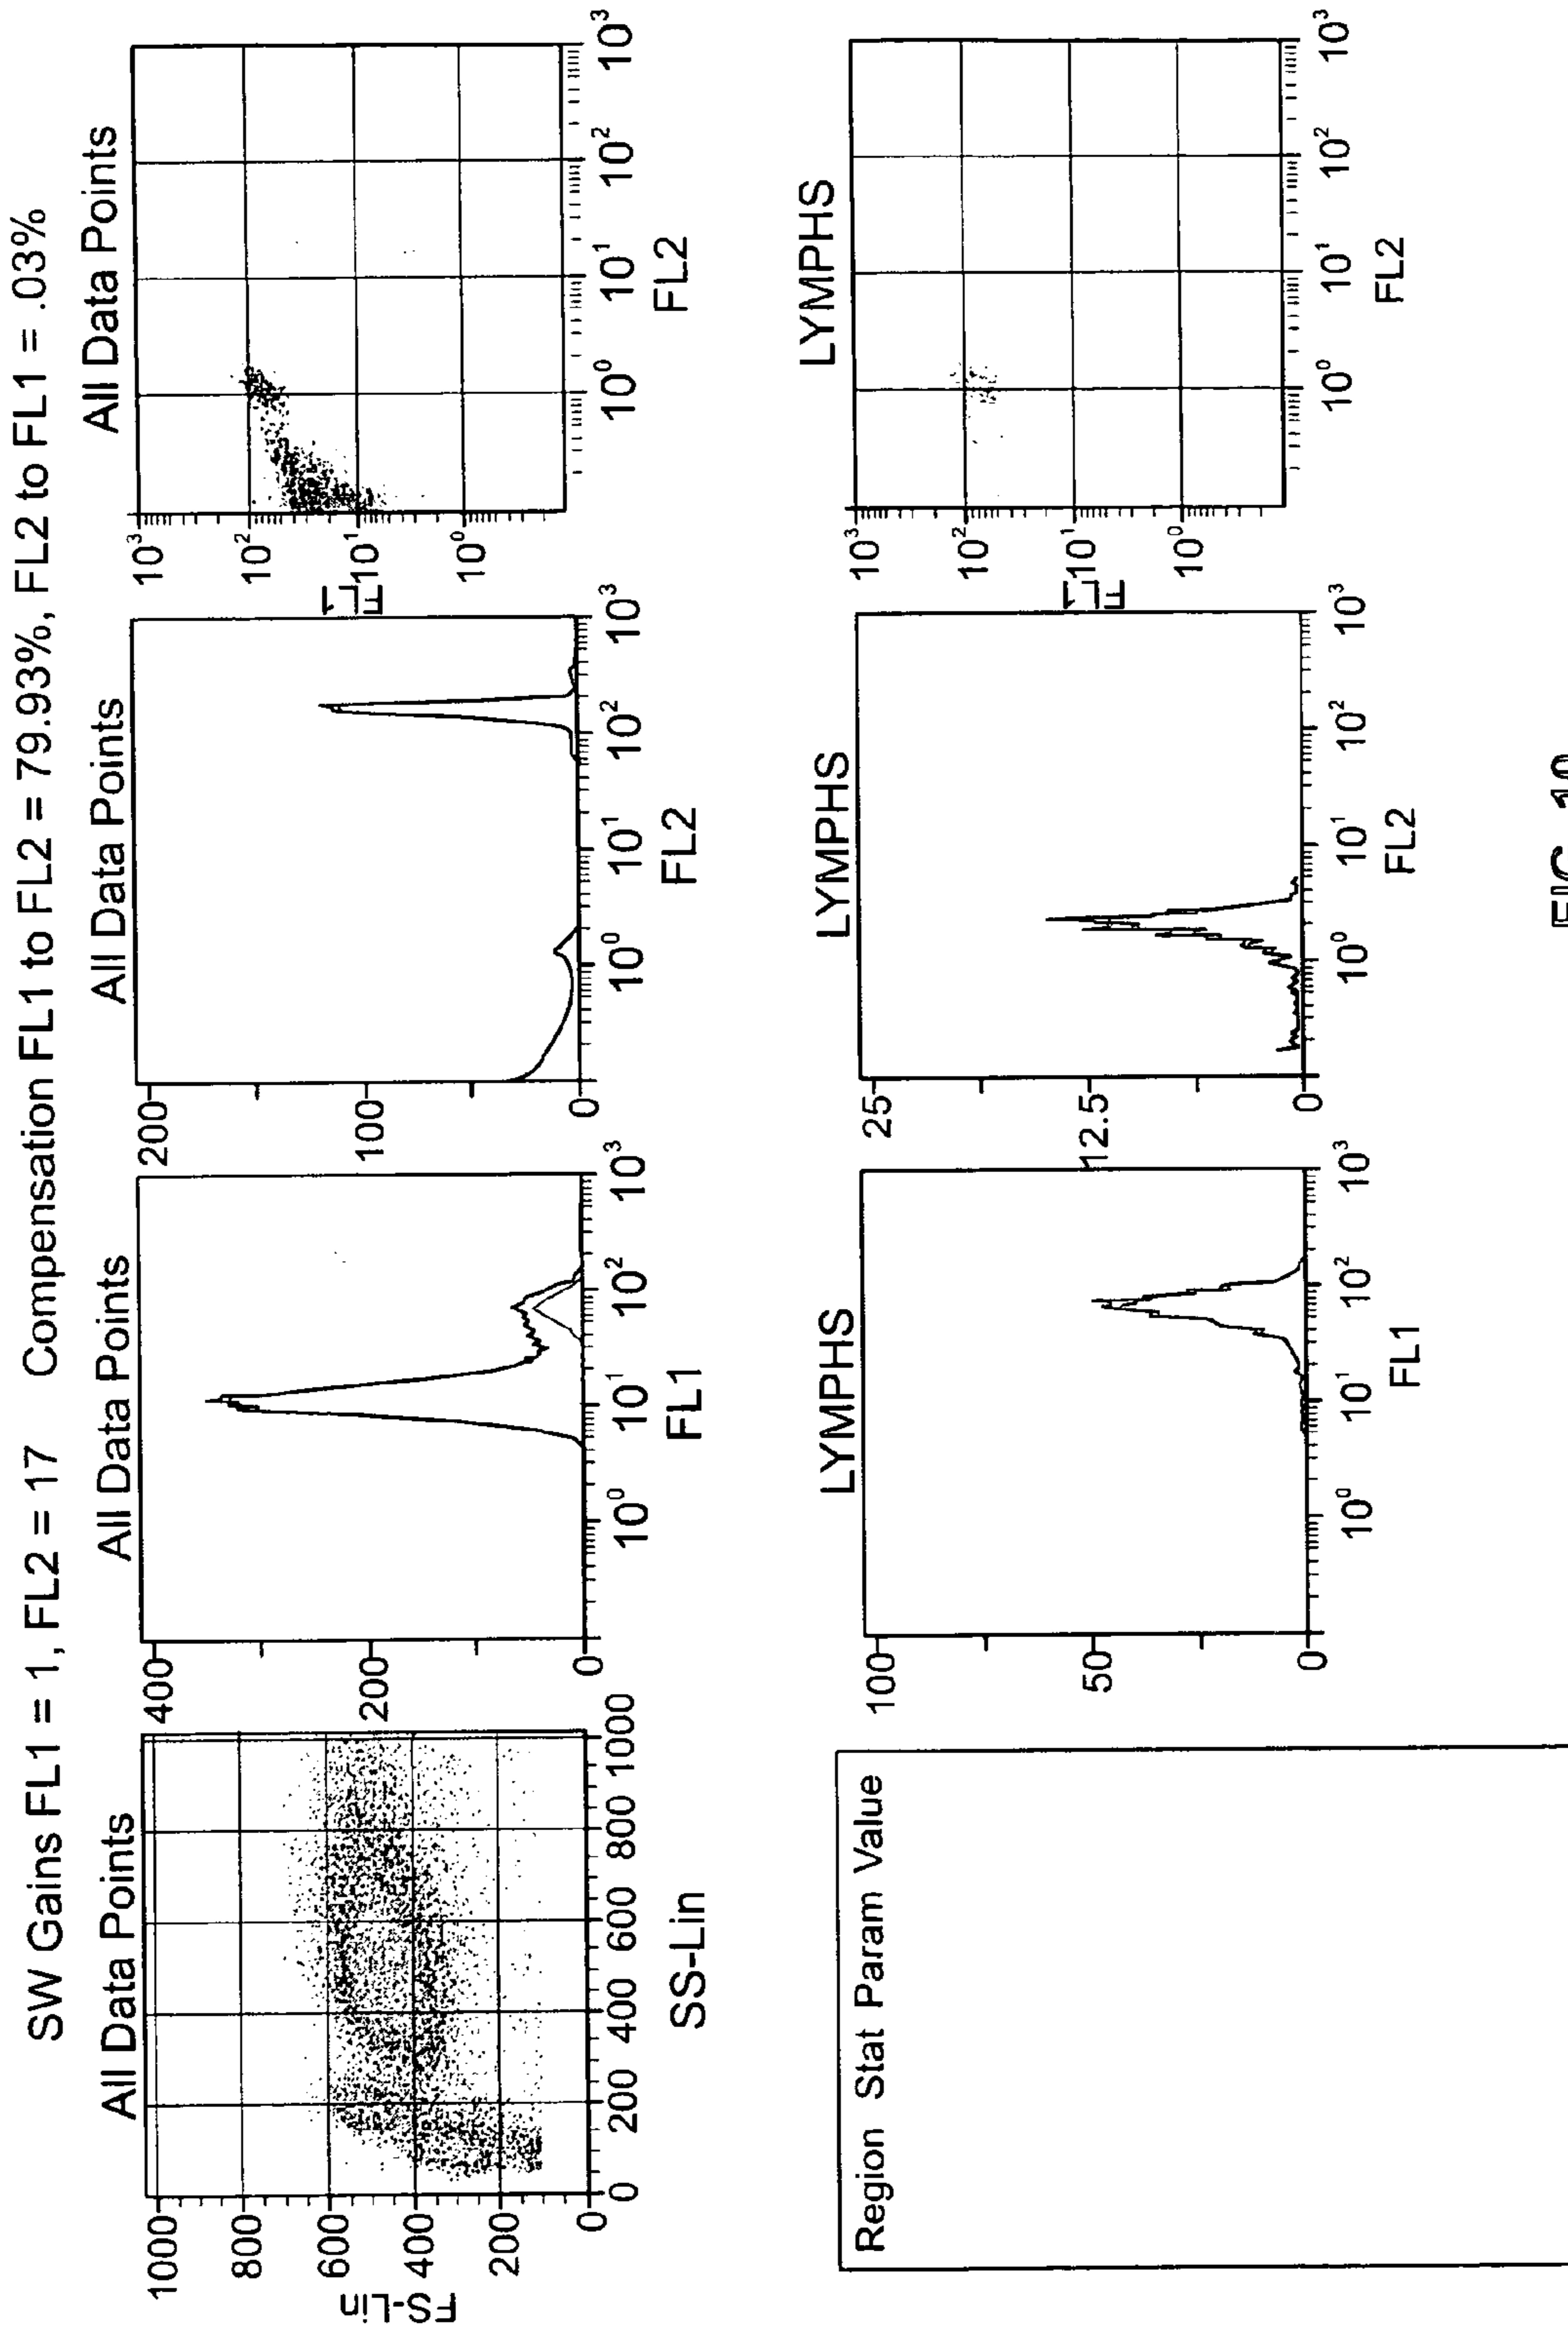 SW Gains FL1 = 1, FL2 = 17 Compensation FL1 to FL2 = 79.93%, FL2 to FL1 = .03%
All Data Points
1000
800
600
400
200
0
FS-Lin
0 200 400 600 800 1000
SS-Lin
All Data Points
400
200
0
10⁰ 10¹ 10² 10³
FL1
All Data Points
200
100
0
10⁰ 10¹ 10² 10³
FL2
All Data Points
10³
10²
10¹
10⁰
FL1
10⁰ 10¹ 10² 10³
FL2
Region Stat Param Value
LYMPHS
100
50
0
10⁰ 10¹ 10² 10³
FL1
LYMPHS
25
12.5
0
10⁰ 10¹ 10² 10³
FL2
LYMPHS
10³
10²
10¹
10⁰
FL1
10⁰ 10¹ 10² 10³
FL2